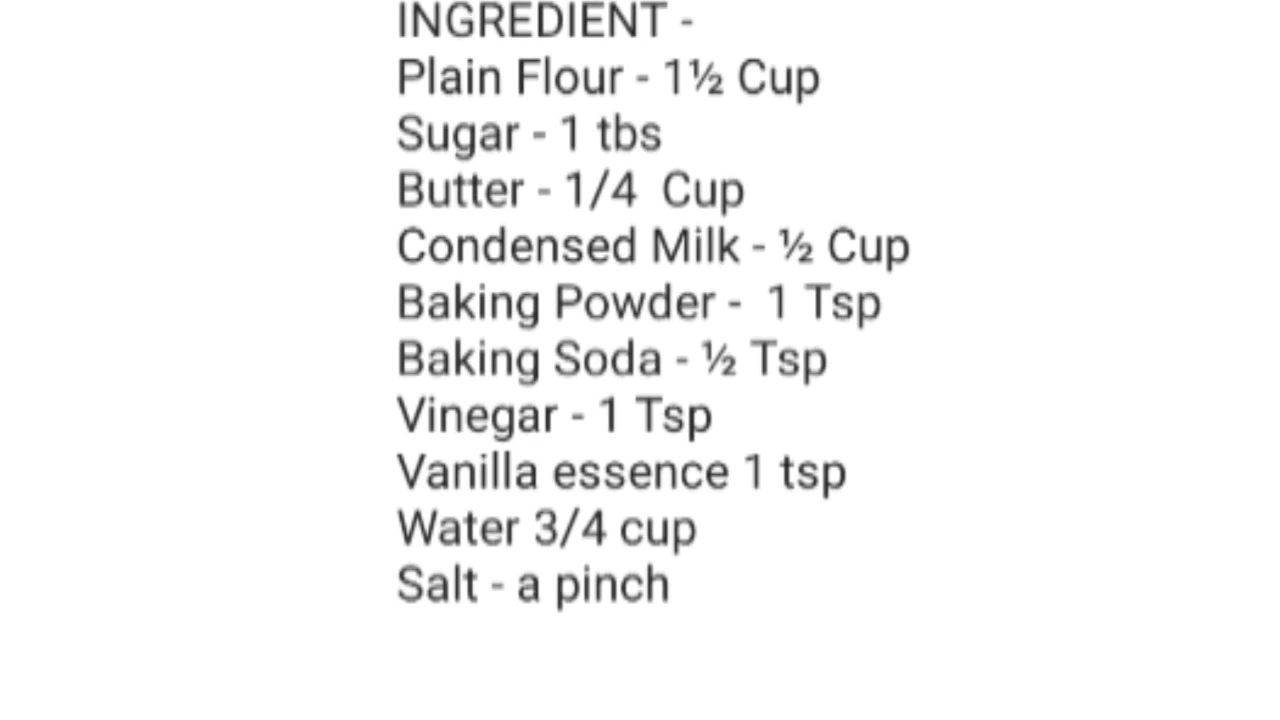 INGREDIENT -
Plain Flour - 1½ Cup
Sugar - 1 tbs
Butter - 1/4  Cup
Condensed Milk - ½ Cup
Baking Powder -  1 Tsp
Baking Soda - ½ Tsp
Vinegar - 1 Tsp
Vanilla essence 1 tsp
Water 3/4 cup
Salt - a pinch